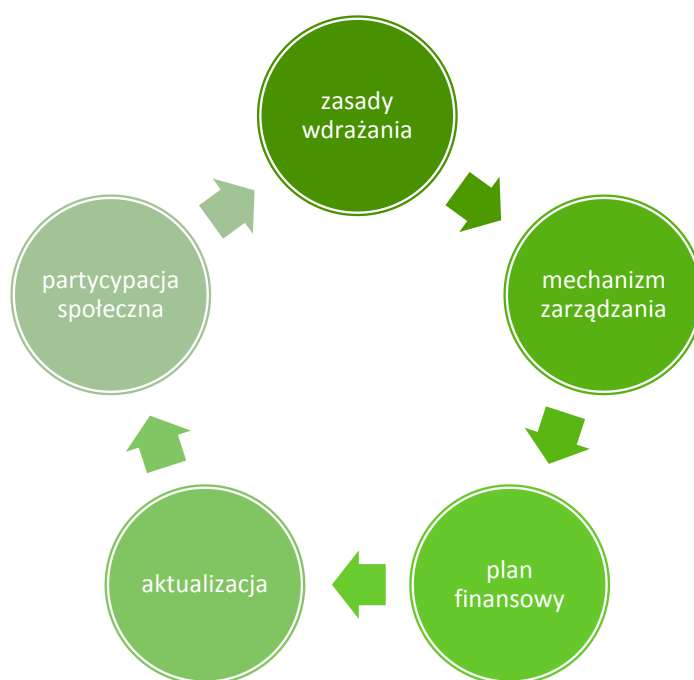 zasady
wdrażania
mechanizm
zarządzania
plan
finansowy
aktualizacja
partycypacja
społeczna